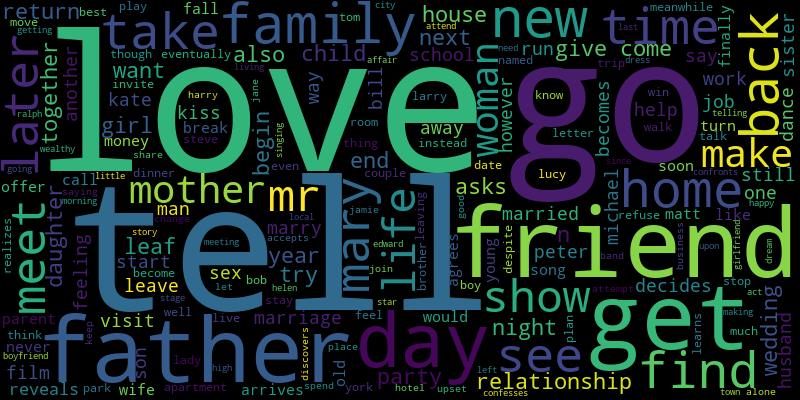 return
best
play
fall
tom
city
meanwhile
move
getting
take
family
new
time
back
though
eventually
also
child
house
attend
next
run
give
come
finally
say
sister
later
together
another
want
invite
kate
girl
money
love
school
way
bill
affair
living
go
need
last
named
trip
dress
work
dance
harry
jane
larry
woman
however
know
win
help
job
kiss
break
steve
begin
room
away
instead
letter
becomes
walk
turn
telling
ralph
wealthy
share
singing
thing
end
date
lucy
since
talk
make
soon
confronts
still
going
little
dinner
even
couple
offer
call
saying
morning
mother
mr
mary
life
asks
home
one
meet
daughter
feeling
man
story
change
local
jamie
good
married
michael
matt
like
happy
realizes
leaf
start
become
meeting
marry
year
accepts
edward
leaving
brother
agress
young
despite
n
peter
refuse
business
upon
girlfriend
dream
sex
try
join
song
band
tell
friend
leave
bob
helen
boy
decides
stop
act
parent
visit
stage
let
stay
star
show
get
attempt
much
making
wedding
husband
think
never
keep
well
live
marriage
feel
would
night
plan
learns
boyfriend
father
son
lady
high
discovers
place
day
see
find
film
reveals
park
wife
apartment
arrives
spend
old
york
party
hotel
upset
left
relationship
confesses
town
alone